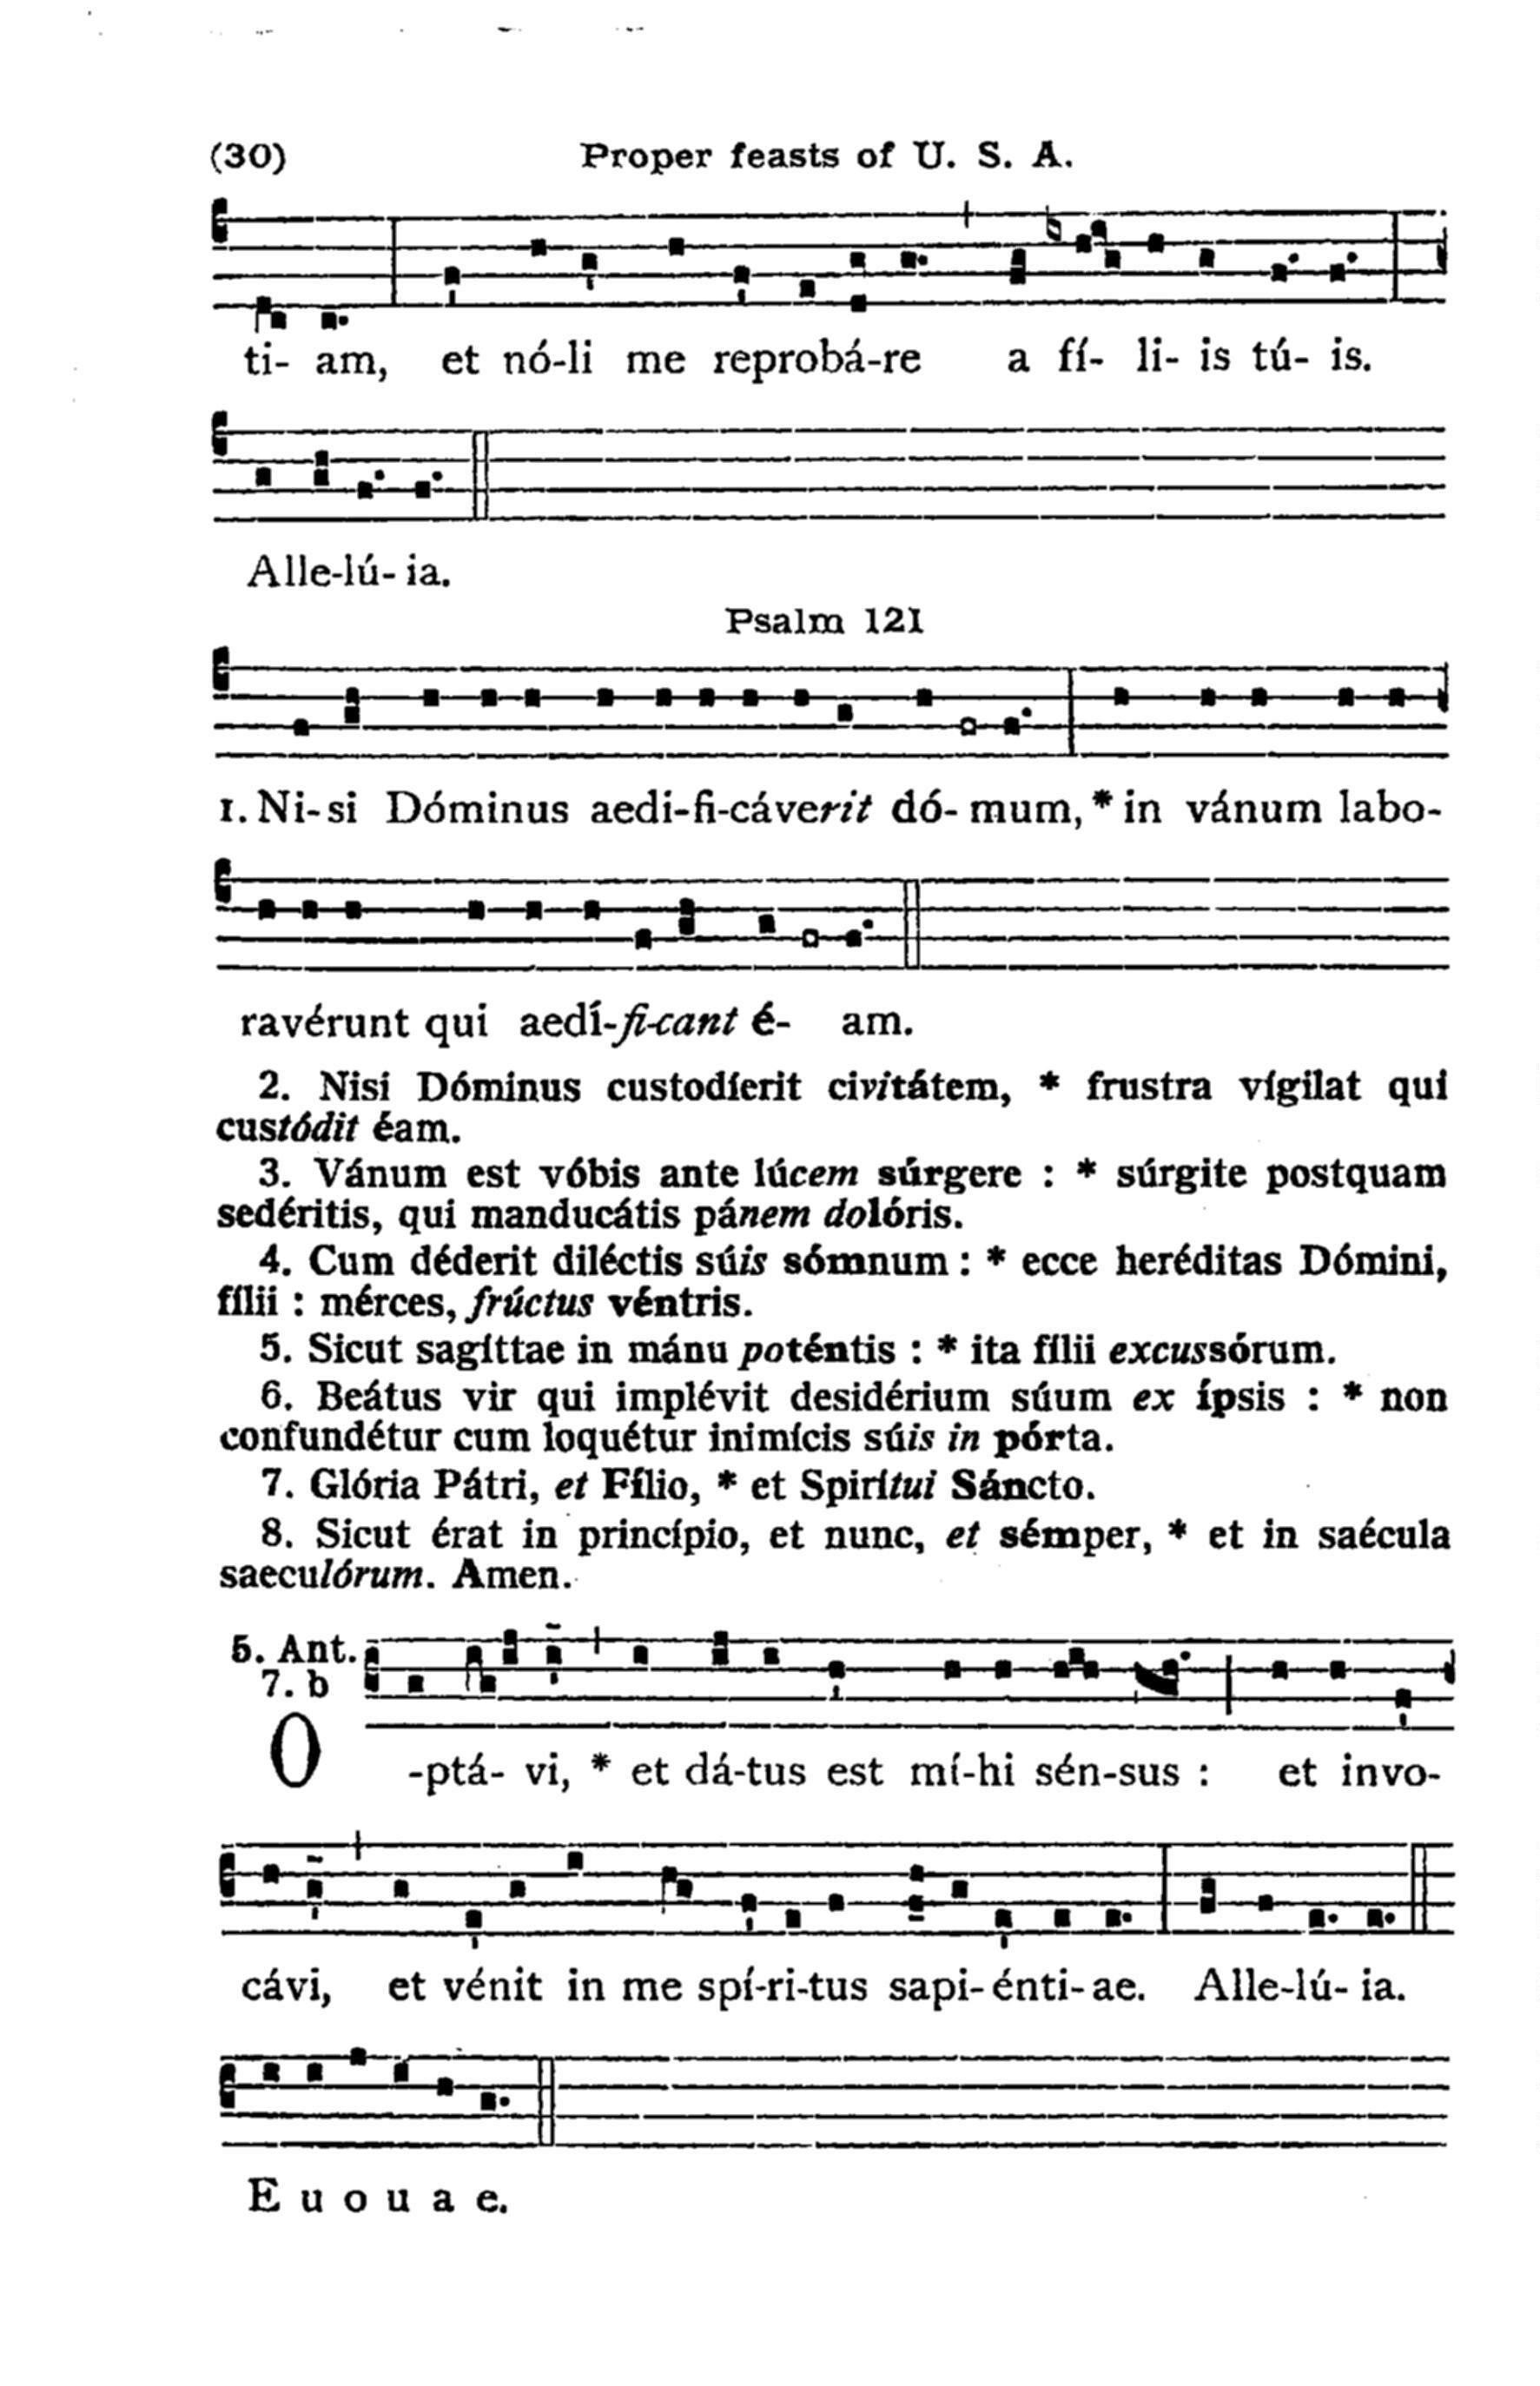 (30) Proper feasts of U. S. A.
ti- am, et nó-li me reprobá-re a fí- li- is tú- is.
Alle-lú- ia.
Psalm 121
1. Ni- si Dóminus aedi-fi-cáverit dó- mum, * in vánum labo-
ravérunt qui aedí-fi-cant é- am.
2. Nisi Dóminus custodíerit civitátem, * frustra vígilat qui
custódit éam.
3. Vánum est vóbis ante lúcem súrgere : * súrgite postquam
sedéritis, qui manducátis pánem dolóris.
4. Cum déderit diléctis súis sómnum : * ecce heréditas Dómini,
fílii : mérces, frúctus véntris.
5. Sicut sagíttae in mánu poténtis : * ita fílii excussórum.
6. Beátus vir qui implévit desidérium súum ex ípsis : * non
confundétur cum loquétur inimícis súis in pórta.
7. Glória Pátri, et Fílio, * et Spirítui Sáncto.
8. Sicut érat in princípio, et nunc, et sémper, * et in saécula
saeculórum. Amen.
5. Ant.
7. b
O -ptá- vi, * et dá-tus est mí-hi sén-sus : et invo-
cávi, et vénit in me spí-ri-tus sapi- énti- ae. Alle-lú- ia.
E u o u a e.